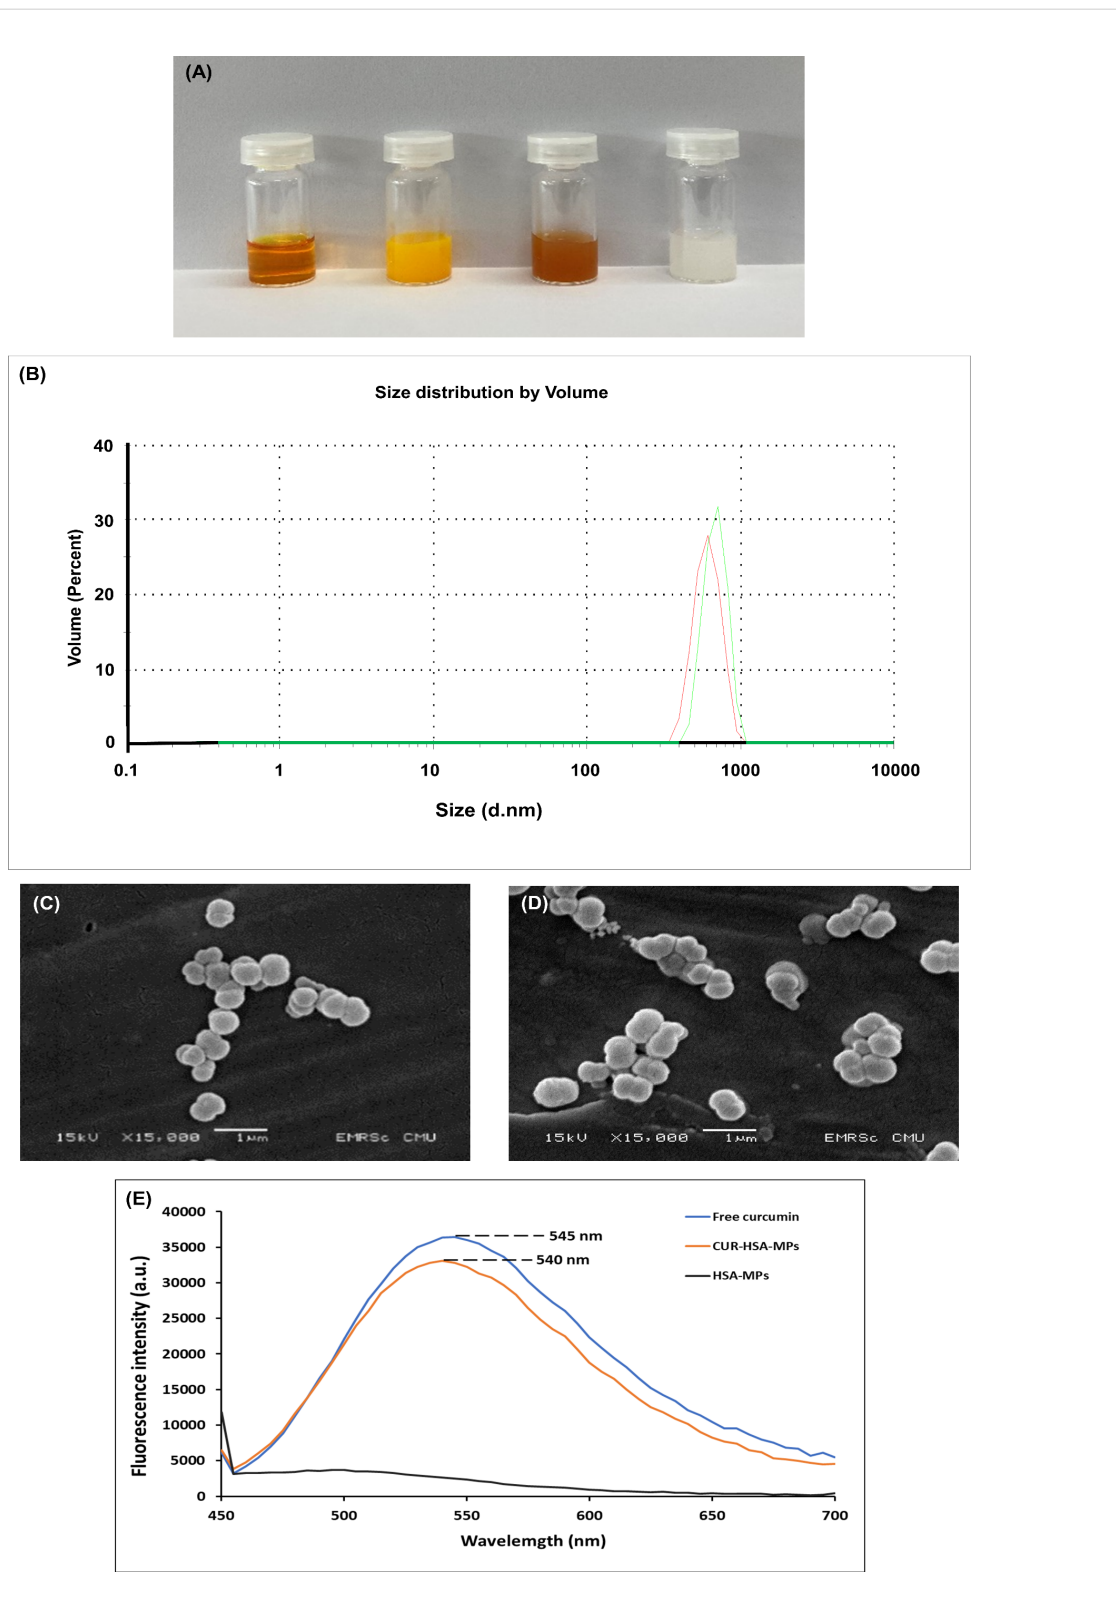 (A)
(B)
Size distribution by Volume
40
30
20
10
0
Volume (Percent)
0.1
1
10
100
1000
10000
Size (d.nm)
(C)
15kV X15,000 1μm EMRSc CMU
(D)
15kV X15,000 1μm EMRSc CMU
(E)
40000
35000
30000
25000
20000
15000
10000
5000
0
Fluorescence intensity (a.u.)
545 nm
540 nm
Free curcumin
CUR-HSA-MPs
HSA-MPs
450
500
550
600
650
700
Wavelemgth (nm)